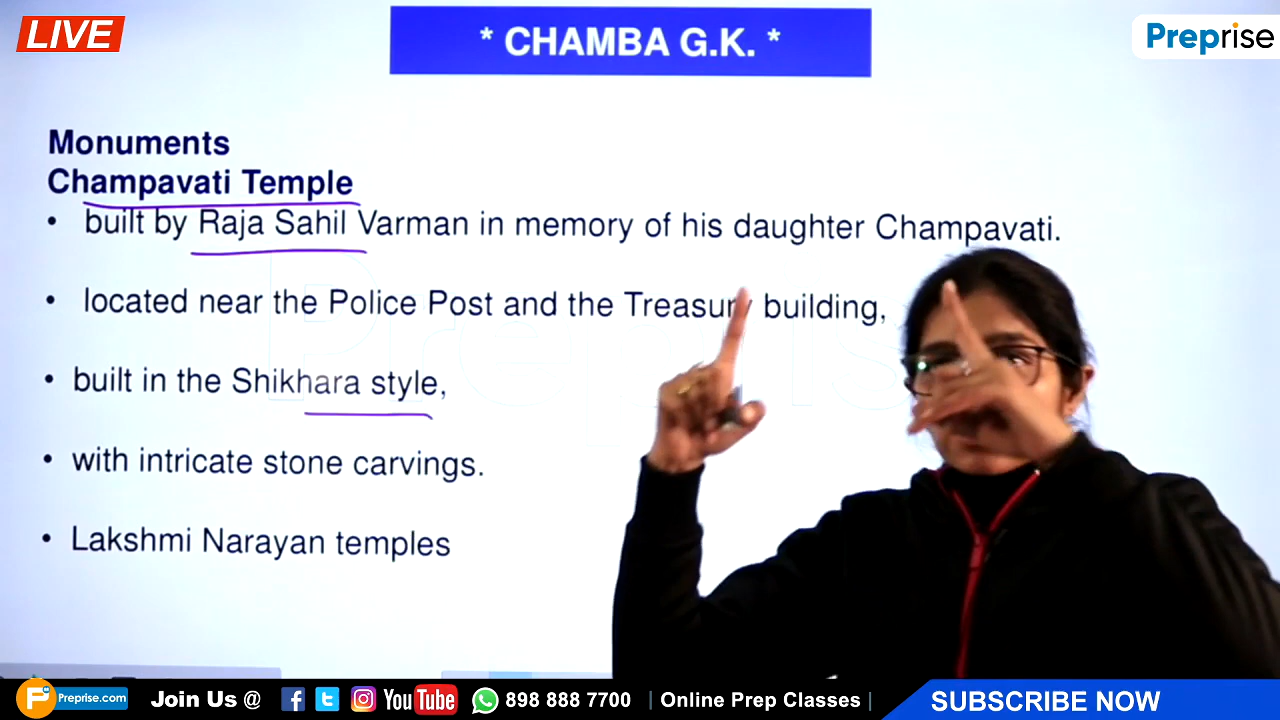 LIVE
* CHAMBA G.K. *
Preprise
Monuments
Champavati Temple
• built by Raja Sahil Varman in memory of his daughter Champavati.
• located near the Police Post and the Treasury building,
• built in the Shikhara style,
• with intricate stone carvings.
• Lakshmi Narayan temples
Preprise.com Join Us @ YouTube 898 888 7700 | Online Prep Classes | SUBSCRIBE NOW